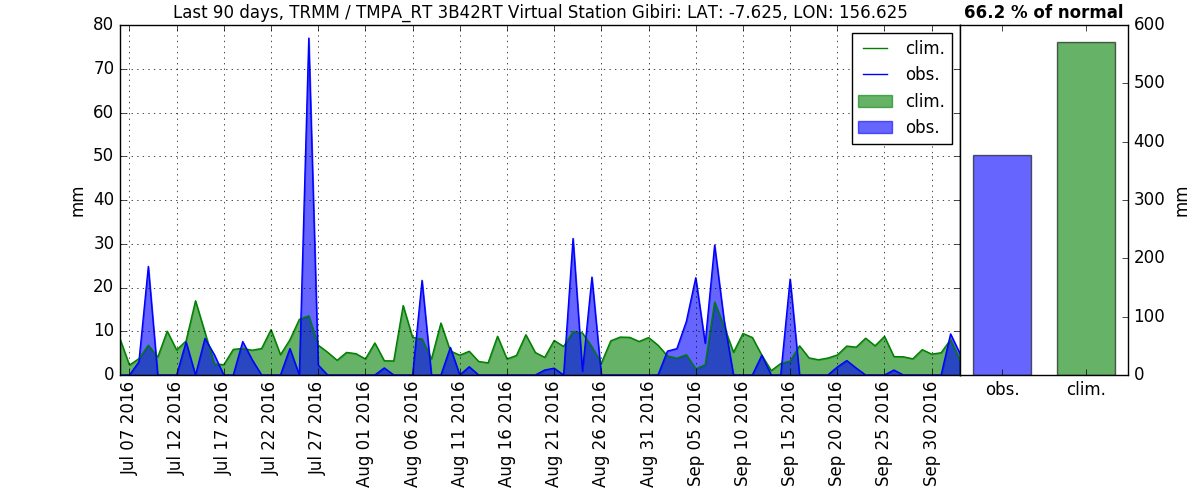 Last 90 days, TRMM / TMPA_RT 3B42RT Virtual Station Gibiri: LAT: -7.625, LON: 156.625
66.2 % of normal
80
70
60
50
40
30
20
10
0
mm
clim.
obs.
clim.
obs.
600
500
400
300
200
100
0
mm
obs.
clim.
Jul 07 2016
Jul 12 2016
Jul 17 2016
Jul 22 2016
Jul 27 2016
Aug 01 2016
Aug 06 2016
Aug 11 2016
Aug 16 2016
Aug 21 2016
Aug 26 2016
Aug 31 2016
Sep 05 2016
Sep 10 2016
Sep 15 2016
Sep 20 2016
Sep 25 2016
Sep 30 2016